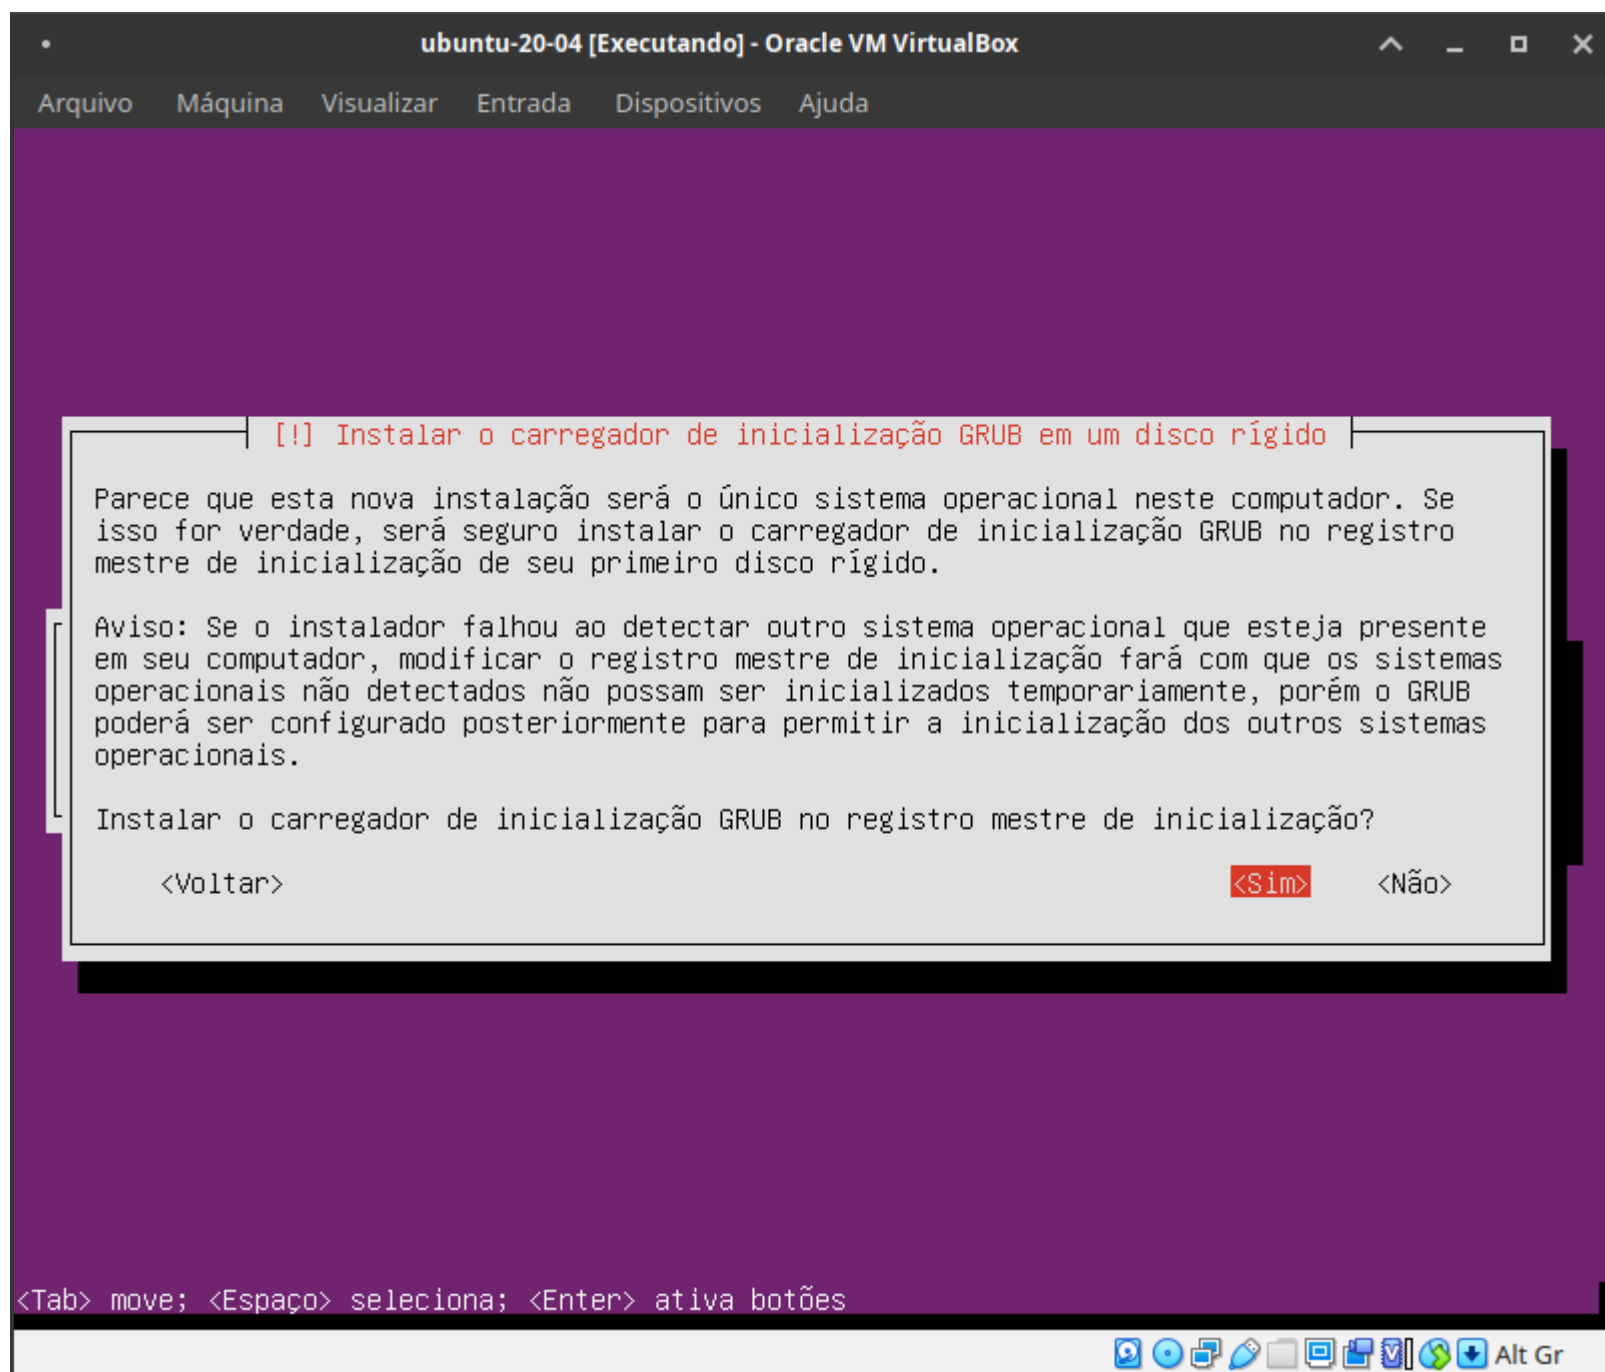 ubuntu-20-04 [Executando] - Oracle VM VirtualBox
Arquivo Máquina Visualizar Entrada Dispositivos Ajuda
[!] Instalar o carregador de inicialização GRUB em um disco rígido
Parece que esta nova instalação será o único sistema operacional neste computador. Se
isso for verdade, será seguro instalar o carregador de inicialização GRUB no registro
mestre de inicialização de seu primeiro disco rígido.
Aviso: Se o instalador falhou ao detectar outro sistema operacional que esteja presente
em seu computador, modificar o registro mestre de inicialização fará com que os sistemas
operacionais não detectados não possam ser inicializados temporariamente, porém o GRUB
poderá ser configurado posteriormente para permitir a inicialização dos outros sistemas
operacionais.
Instalar o carregador de inicialização GRUB no registro mestre de inicialização?
<Voltar> <Sim> <Não>
<Tab> move; <Espaço> seleciona; <Enter> ativa botões
Alt Gr